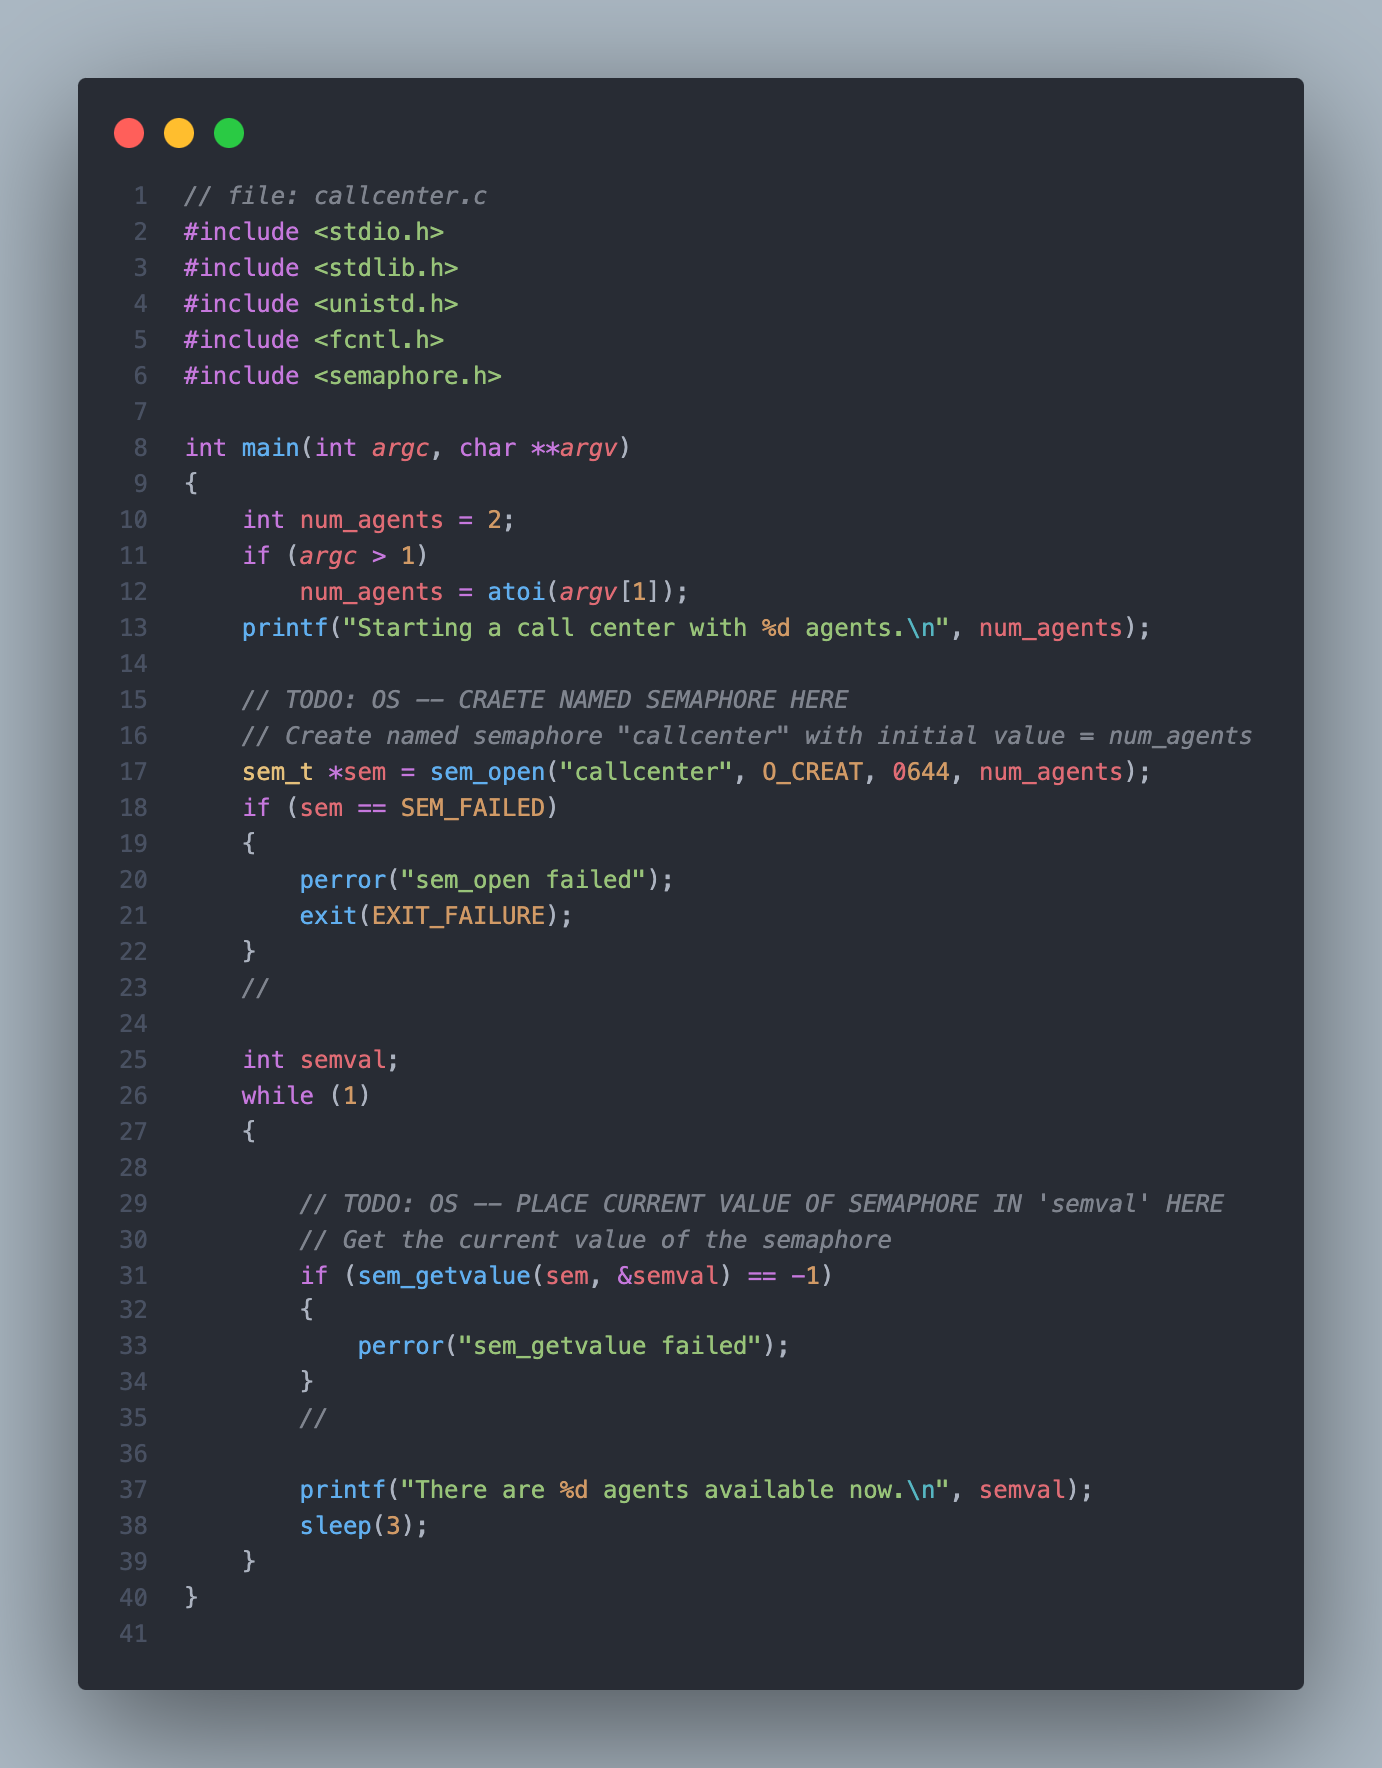 1 // file: callcenter.c
2 #include <stdio.h>
3 #include <stdlib.h>
4 #include <unistd.h>
5 #include <fcntl.h>
6 #include <semaphore.h>
7
8 int main(int argc, char **argv)
9 {
10     int num_agents = 2;
11     if (argc > 1)
12         num_agents = atoi(argv[1]);
13     printf("Starting a call center with %d agents.\n", num_agents);
14
15     // TODO: OS -- CRAETE NAMED SEMAPHORE HERE
16     // Create named semaphore "callcenter" with initial value = num_agents
17     sem_t *sem = sem_open("callcenter", O_CREAT, 0644, num_agents);
18     if (sem == SEM_FAILED)
19     {
20         perror("sem_open failed");
21         exit(EXIT_FAILURE);
22     }
23     //
24
25     int semval;
26     while (1)
27     {
28
29         // TODO: OS -- PLACE CURRENT VALUE OF SEMAPHORE IN 'semval' HERE
30         // Get the current value of the semaphore
31         if (sem_getvalue(sem, &semval) == -1)
32         {
33             perror("sem_getvalue failed");
34         }
35         //
36
37         printf("There are %d agents available now.\n", semval);
38         sleep(3);
39     }
40 }
41